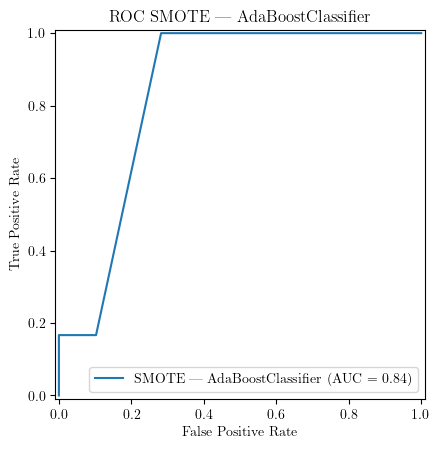 ROC SMOTE — AdaBoostClassifier
1.0
0.8
0.6
0.4
0.2
0.0
True Positive Rate
SMOTE — AdaBoostClassifier (AUC = 0.84)
0.0 0.2 0.4 0.6 0.8 1.0
False Positive Rate